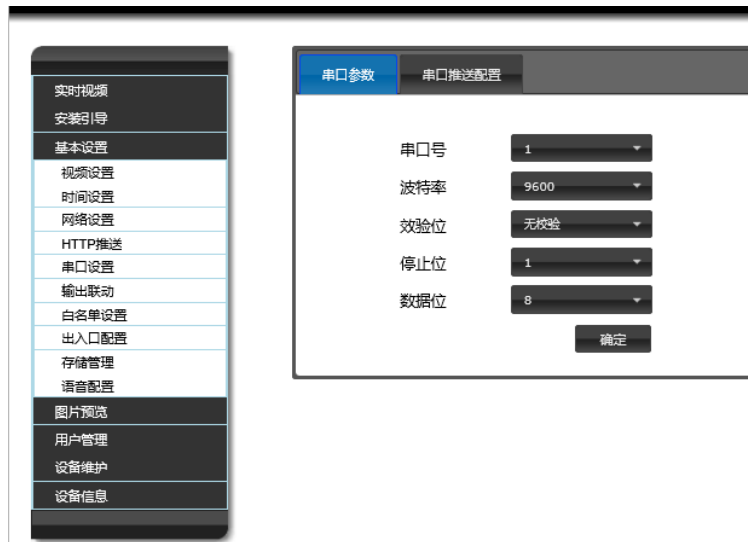 实时视频
安装引导
基本设置
视频设置
时间设置
网络设置
HTTP推送
串口设置
输出联动
白名单设置
出入口配置
存储管理
语音配置
图片预览
用户管理
设备维护
设备信息
串口参数 串口推送配置
串口号 1
波特率 9600
效验位 无校验
停止位 1
数据位 8
确定